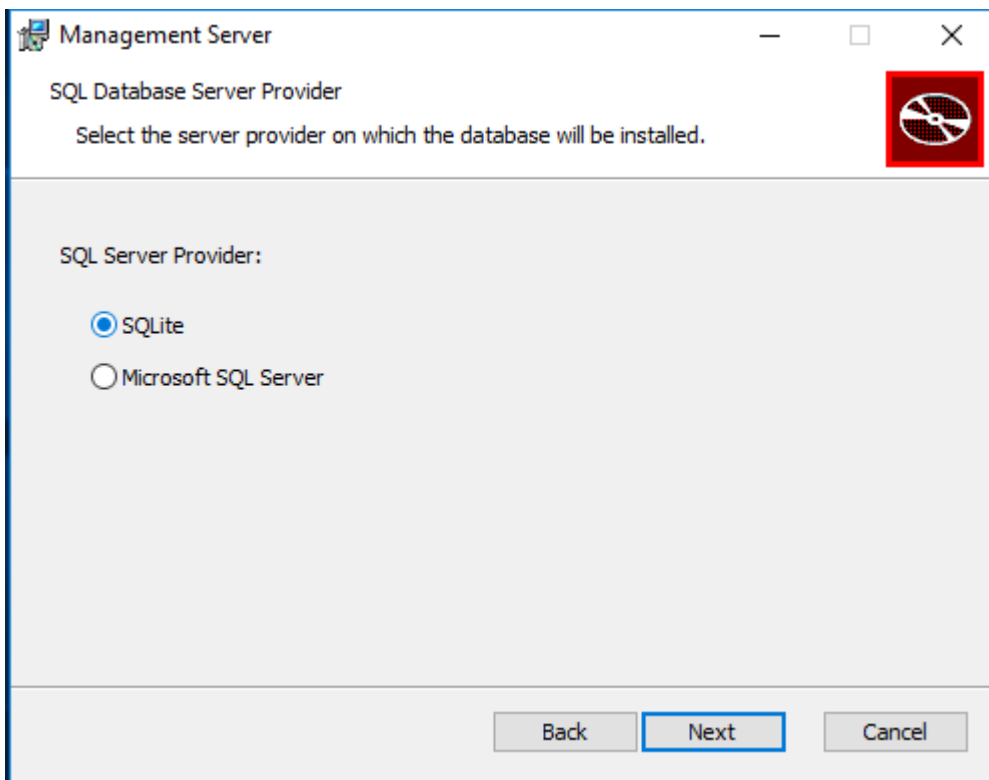 Management Server
SQL Database Server Provider
Select the server provider on which the database will be installed.
SQL Server Provider:
SQLite
Microsoft SQL Server
Back Next Cancel